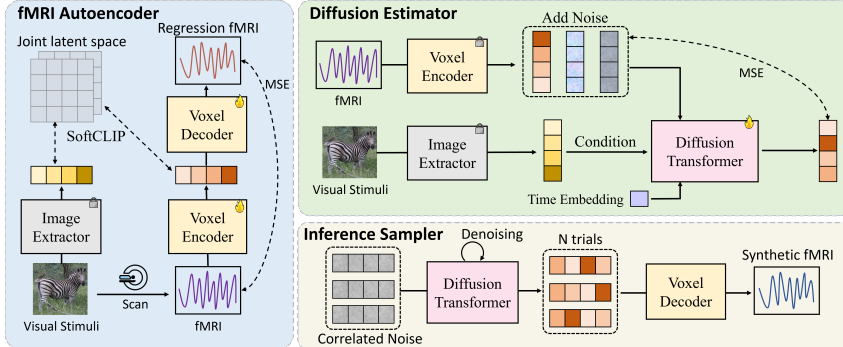 fMRI Autoencoder
Joint latent space
Regression fMRI
MSE
SoftCLIP
Voxel
Decoder
Image
Extractor
Voxel
Encoder
Scan
Visual Stimuli
fMRI
Diffusion Estimator
Add Noise
Voxel
Encoder
fMRI
MSE
Image
Extractor
Condition
Diffusion
Transformer
Visual Stimuli
Time Embedding
Inference Sampler
Denoising
N trials
Synthetic fMRI
Diffusion
Transformer
Voxel
Decoder
Correlated Noise